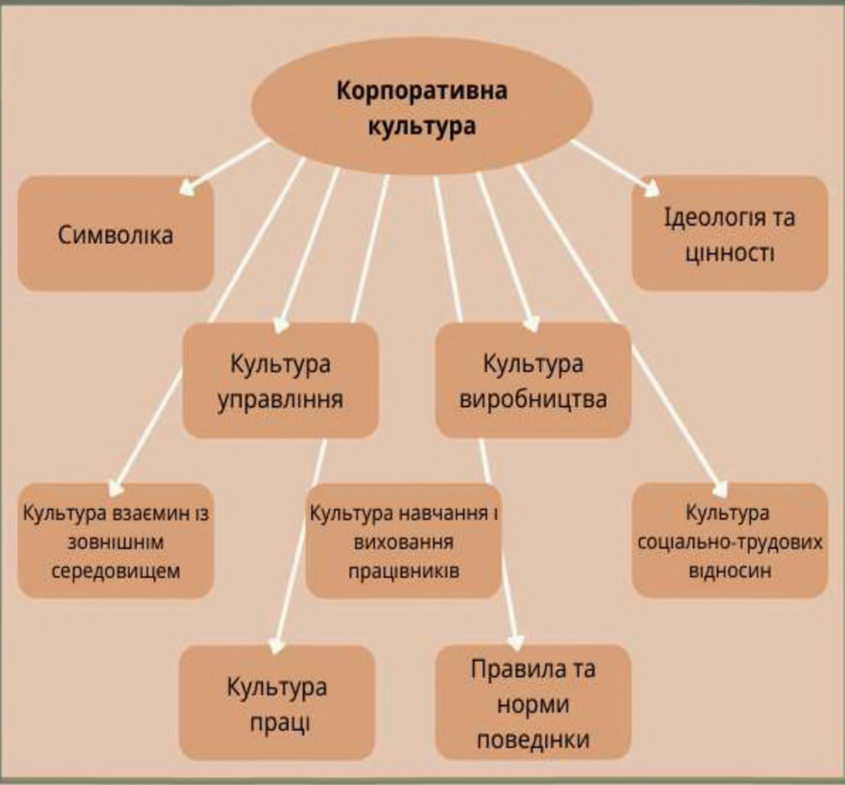 Корпоративна
культура
Символіка
Ідеологія та
цінності
Культура
управління
Культура
виробництва
Культура взаємин із
зовнішнім
середовищем
Культура навчання і
виховання
працівників
Культура
соціально-трудових
відносин
Культура
праці
Правила та
норми
поведінки